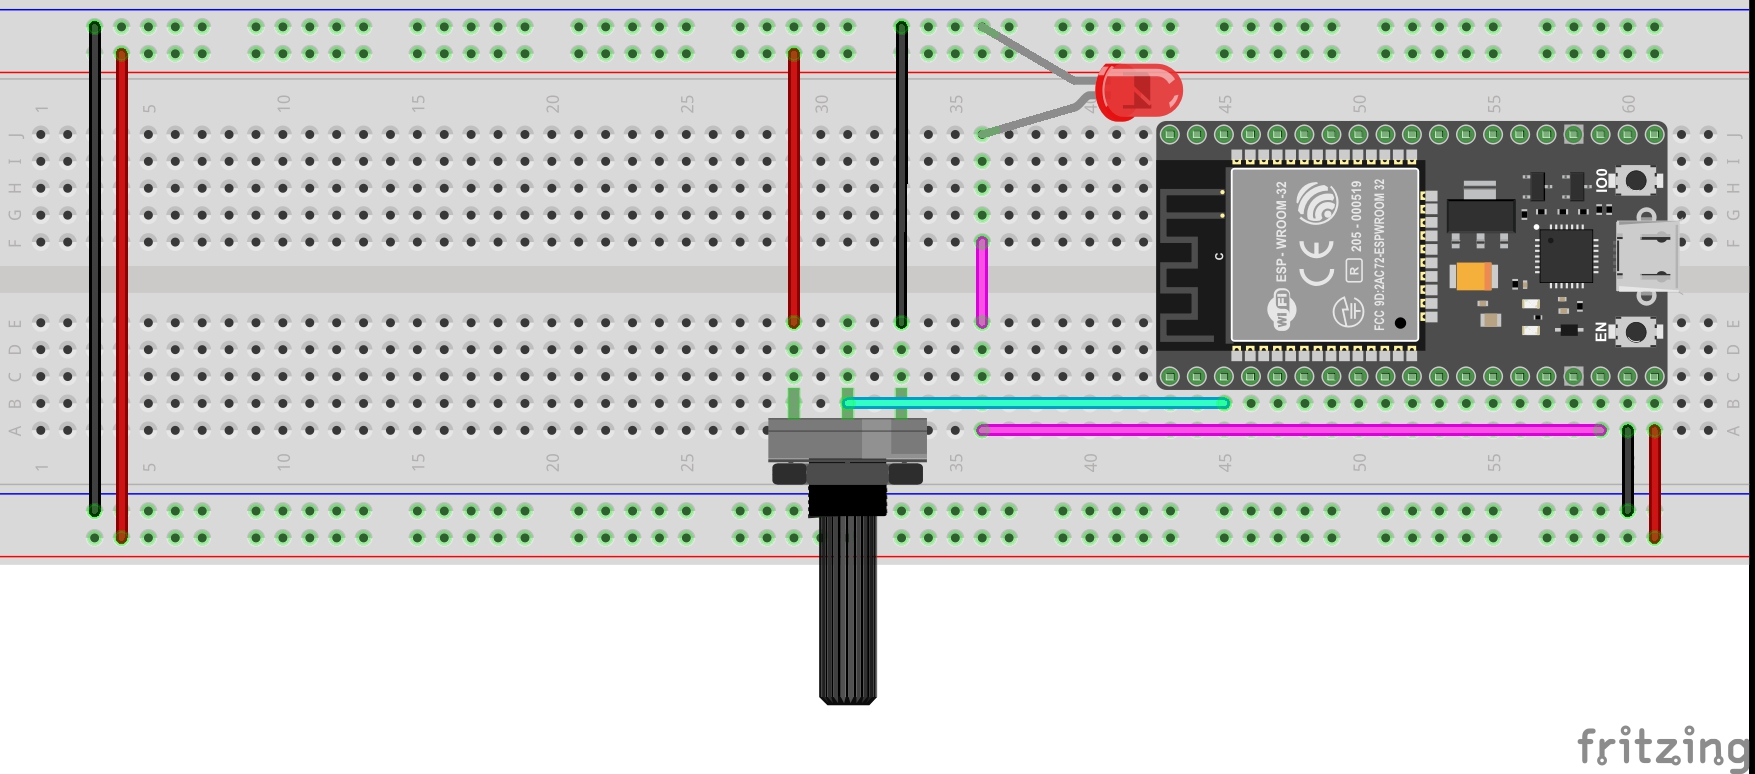 1 5 10 15 20 25 30 35 40 45 50 55 60
J J
I I
H H
G G
F F
E E
D D
C C
B B
A A
IO0
C
WiFi ESP - WROOM-32
CE
R 205 - 000519
FCC 9D:2AC72-ESPWROOM 32
EN
1 5 10 15 20 25 35 40 45 50 55 60
fritzing